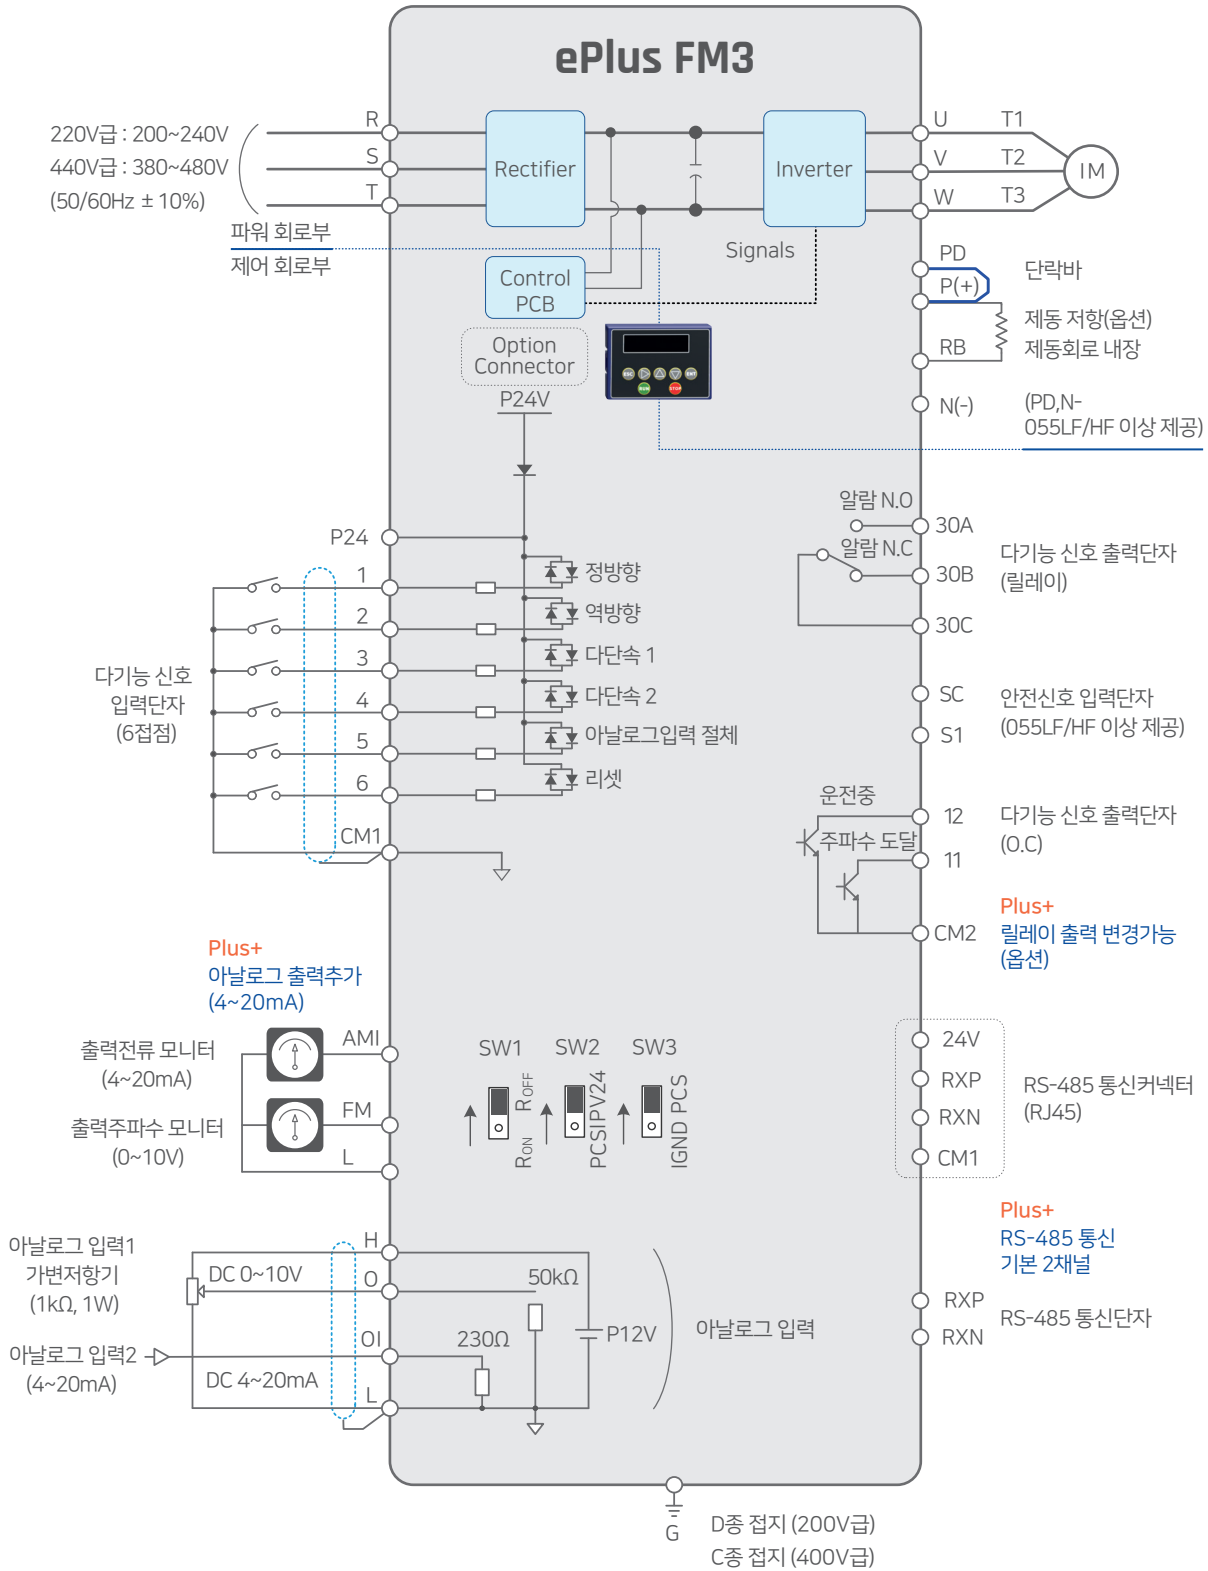 ePlus FM3
220V급 : 200~240V
440V급 : 380~480V
(50/60Hz ± 10%)
R
S
T
Rectifier
Inverter
U
V
W
T1
T2
T3
IM
파워 회로부
제어 회로부
Signals
Control
PCB
Option
Connector
P24V
ESC
ENT
RUN
STOP
PD
P(+)
RB
N(-)
단락바
제동 저항(옵션)
제동회로 내장
(PD,N-
055LF/HF 이상 제공)
P24
1
2
3
4
5
6
CM1
다기능 신호
입력단자
(6접점)
정방향
역방향
다단속 1
다단속 2
아날로그입력 절체
리셋
알람 N.O
알람 N.C
30A
30B
30C
다기능 신호 출력단자
(릴레이)
SC
S1
안전신호 입력단자
(055LF/HF 이상 제공)
운전중
주파수 도달
12
11
CM2
다기능 신호 출력단자
(O.C)
Plus+
릴레이 출력 변경가능
(옵션)
Plus+
아날로그 출력추가
(4~20mA)
출력전류 모니터
(4~20mA)
출력주파수 모니터
(0~10V)
AMI
FM
L
SW1
SW2
SW3
RON
ROFF
PCSIPV24
IGND PCS
24V
RXP
RXN
CM1
RS-485 통신커넥터
(RJ45)
Plus+
RS-485 통신
기본 2채널
RXP
RXN
RS-485 통신단자
아날로그 입력1
가변저항기
(1kΩ, 1W)
아날로그 입력2
(4~20mA)
DC 0~10V
DC 4~20mA
H
O
OI
L
50kΩ
230Ω
P12V
아날로그 입력
G
D종 접지 (200V급)
C종 접지 (400V급)